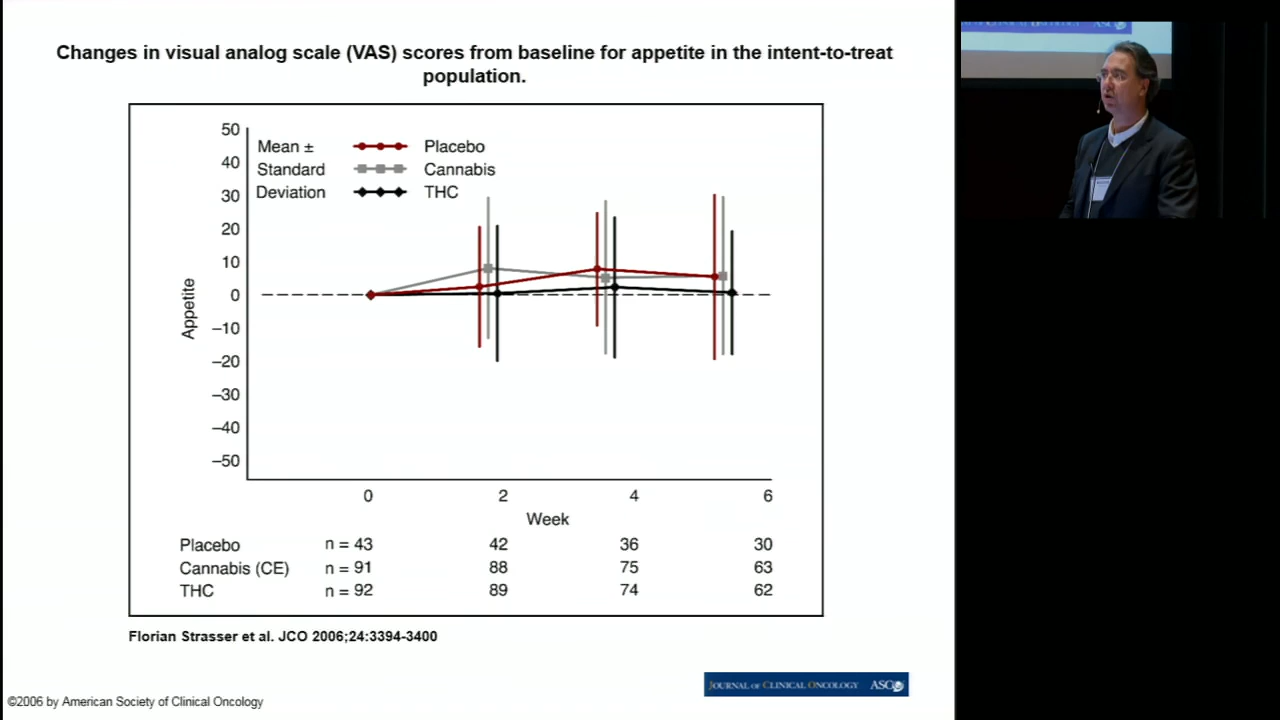 Changes in visual analog scale (VAS) scores from baseline for appetite in the intent-to-treat
population.
50
40
30
20
10
0
–10
–20
–30
–40
–50
Appetite
Mean ± Placebo
Standard Cannabis
Deviation THC
0 2 4 6
Week
Placebo n = 43 42 36 30
Cannabis (CE) n = 91 88 75 63
THC n = 92 89 74 62
Florian Strasser et al. JCO 2006;24:3394-3400
JOURNAL OF CLINICAL ONCOLOGY ASCO
©2006 by American Society of Clinical Oncology